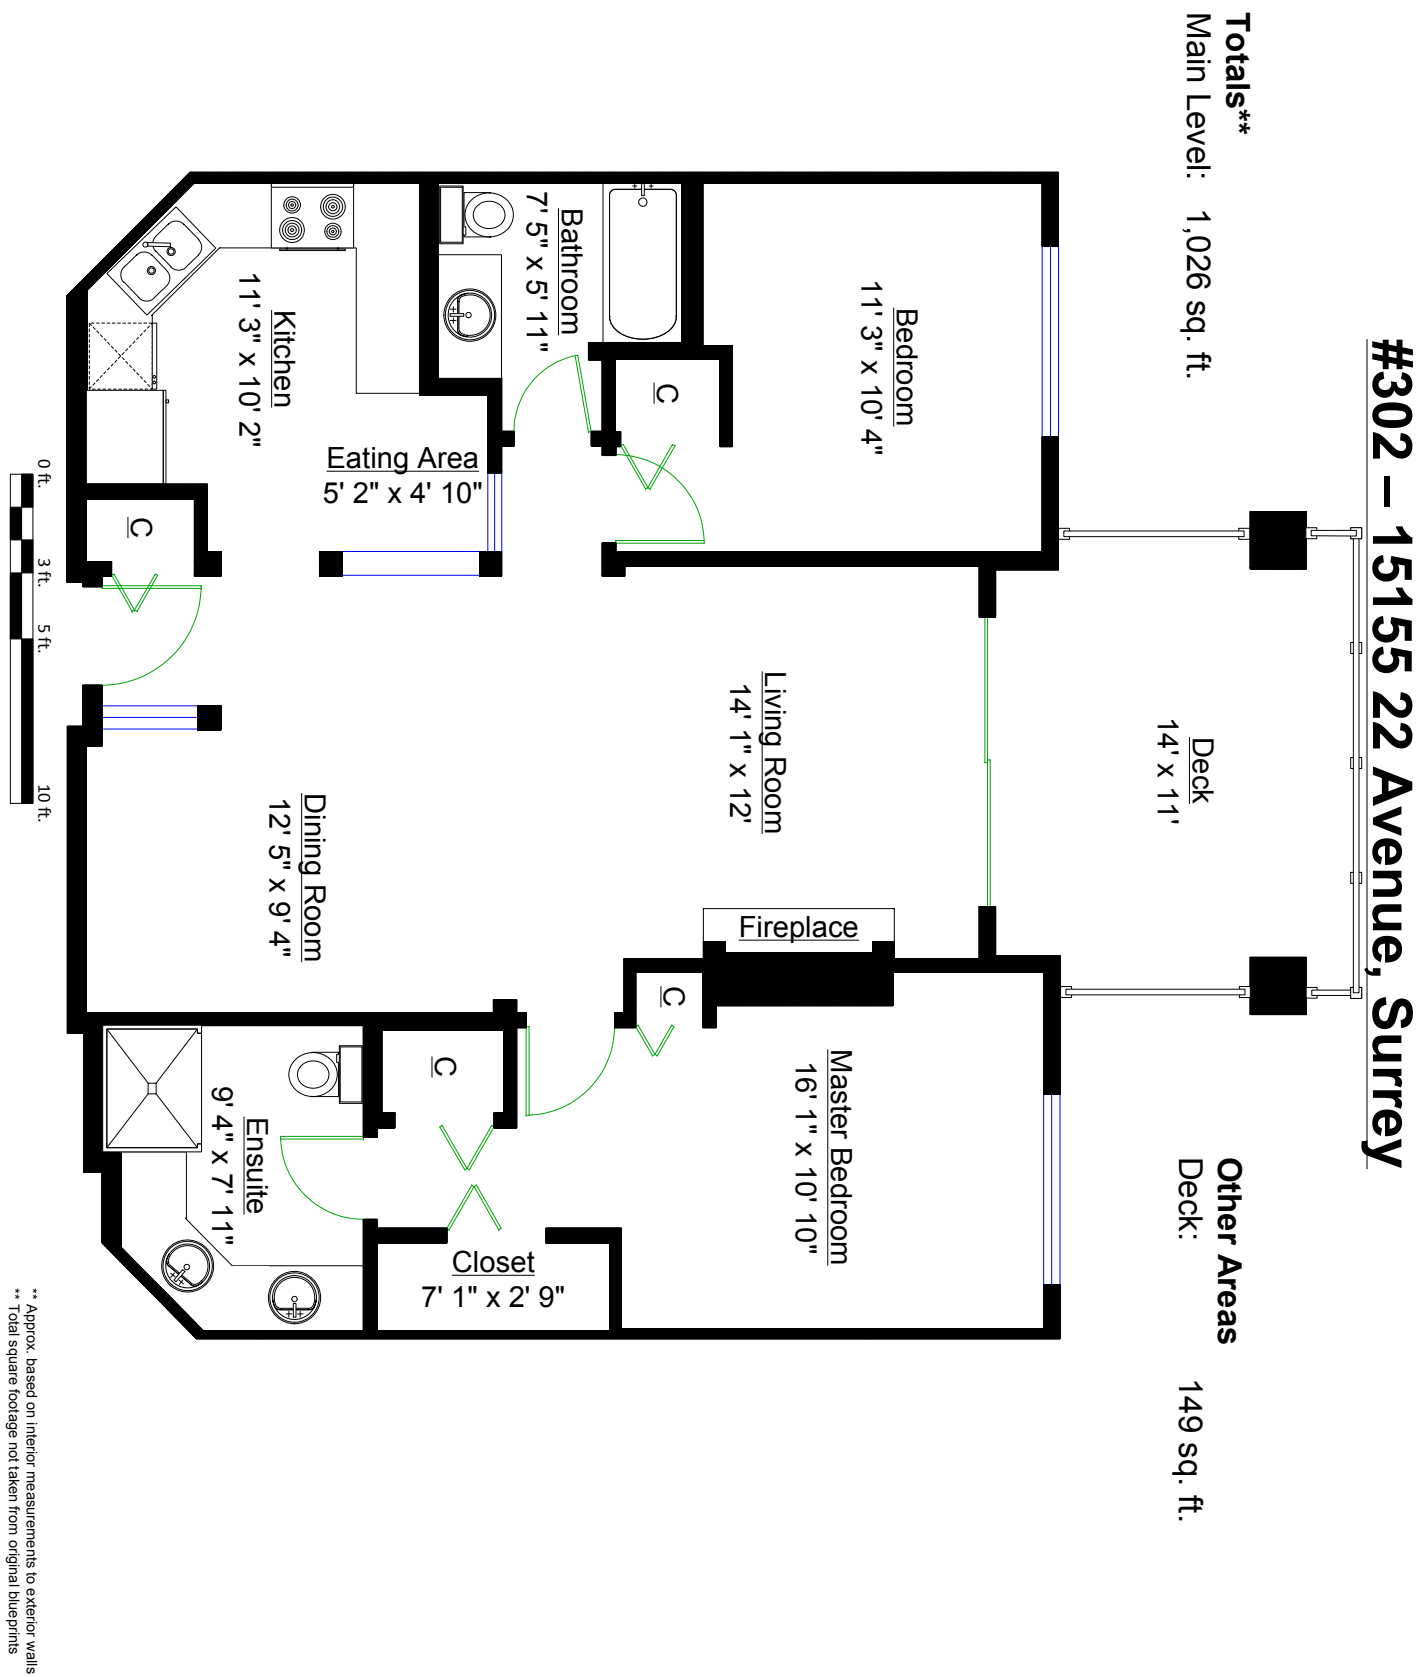 #302 – 15155 22 Avenue, Surrey
Totals**
Main Level: 1,026 sq. ft.
Other Areas
Deck: 149 sq. ft.
Deck
14' x 11'
Bedroom
11' 3" x 10' 4"
Living Room
14' 1" x 12'
Master Bedroom
16' 1" x 10' 10"
Fireplace
C
C
Bathroom
7' 5" x 5' 11"
Eating Area
5' 2" x 4' 10"
C
Closet
7' 1" x 2' 9"
Kitchen
11' 3" x 10' 2"
Dining Room
12' 5" x 9' 4"
Ensuite
9' 4" x 7' 11"
C
0 ft.
3 ft.
5 ft.
10 ft.
** Approx. based on interior measurements to exterior walls
** Total square footage not taken from original blueprints